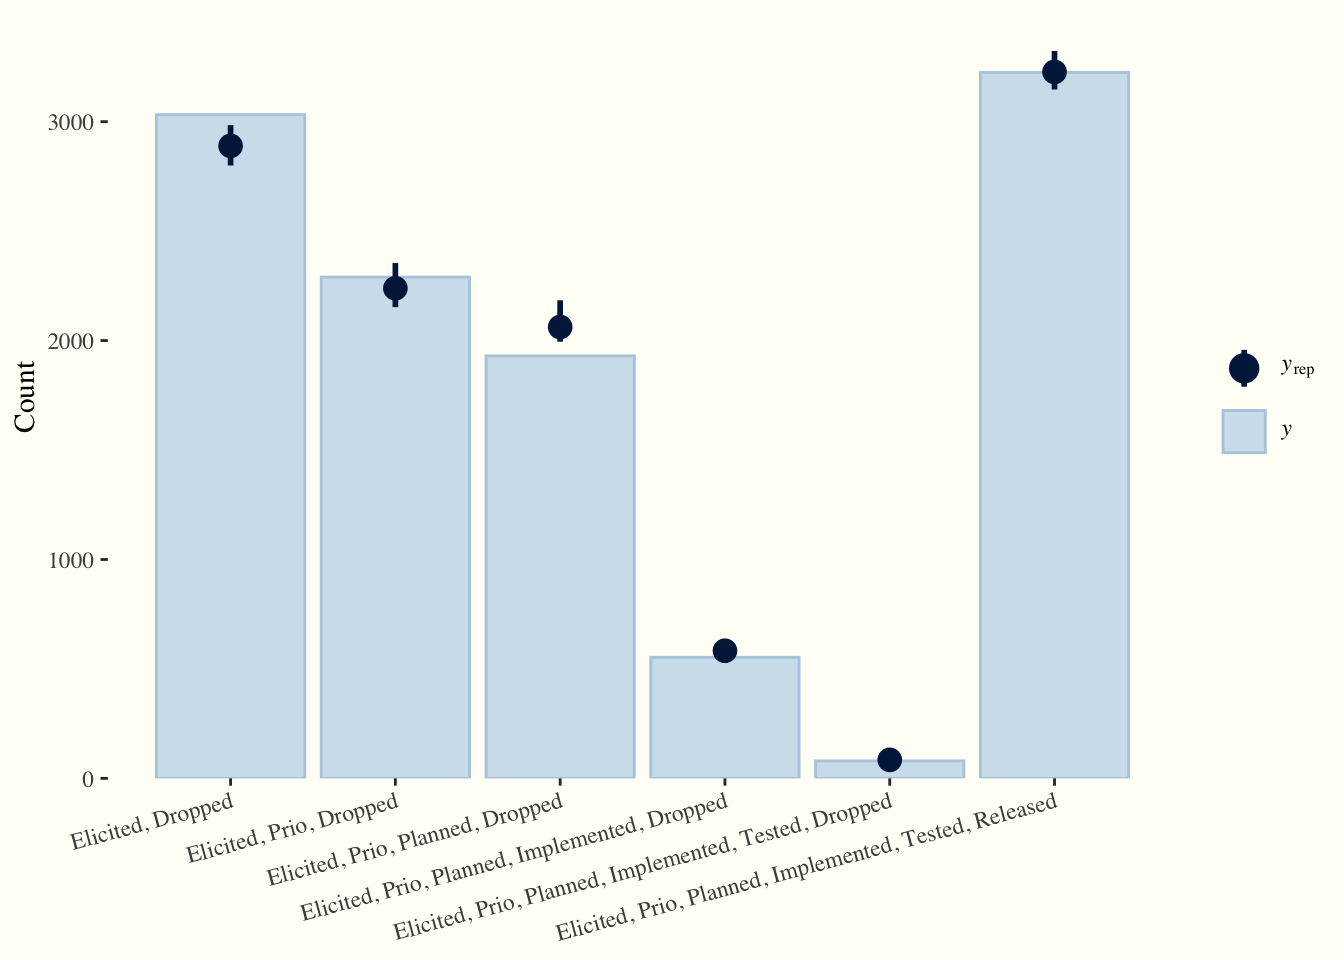 Count
3000
2000
1000
0
Elicited, Dropped
Elicited, Prio, Dropped
Elicited, Prio, Planned, Dropped
Elicited, Prio, Planned, Implemented, Dropped
Elicited, Prio, Planned, Implemented, Tested, Dropped
Elicited, Prio, Planned, Implemented, Tested, Released
y rep
y